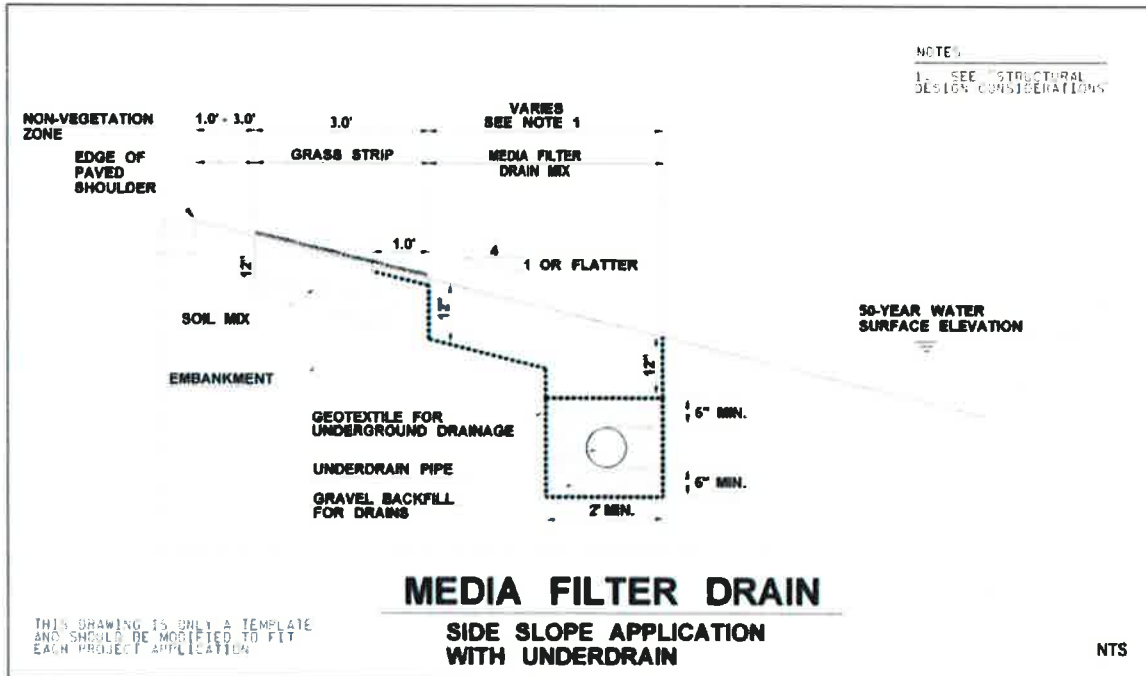 NOTES
1. SEE "STRUCTURAL
DESIGN CONSIDERATIONS"
NON-VEGETATION
ZONE
1.0' - 3.0'
3.0'
VARIES
SEE NOTE 1
EDGE OF
PAVED
SHOULDER
GRASS STRIP
MEDIA FILTER
DRAIN MIX
1.0'
4
1 OR FLATTER
12"
12"
SOIL MIX
50-YEAR WATER
SURFACE ELEVATION
EMBANKMENT
12"
GEOTEXTILE FOR
UNDERGROUND DRAINAGE
6" MIN.
UNDERDRAIN PIPE
6" MIN.
GRAVEL BACKFILL
FOR DRAINS
2' MIN.
MEDIA FILTER DRAIN
SIDE SLOPE APPLICATION
WITH UNDERDRAIN
THIS DRAWING IS ONLY A TEMPLATE
AND SHOULD BE MODIFIED TO FIT
EACH PROJECT APPLICATION
NTS